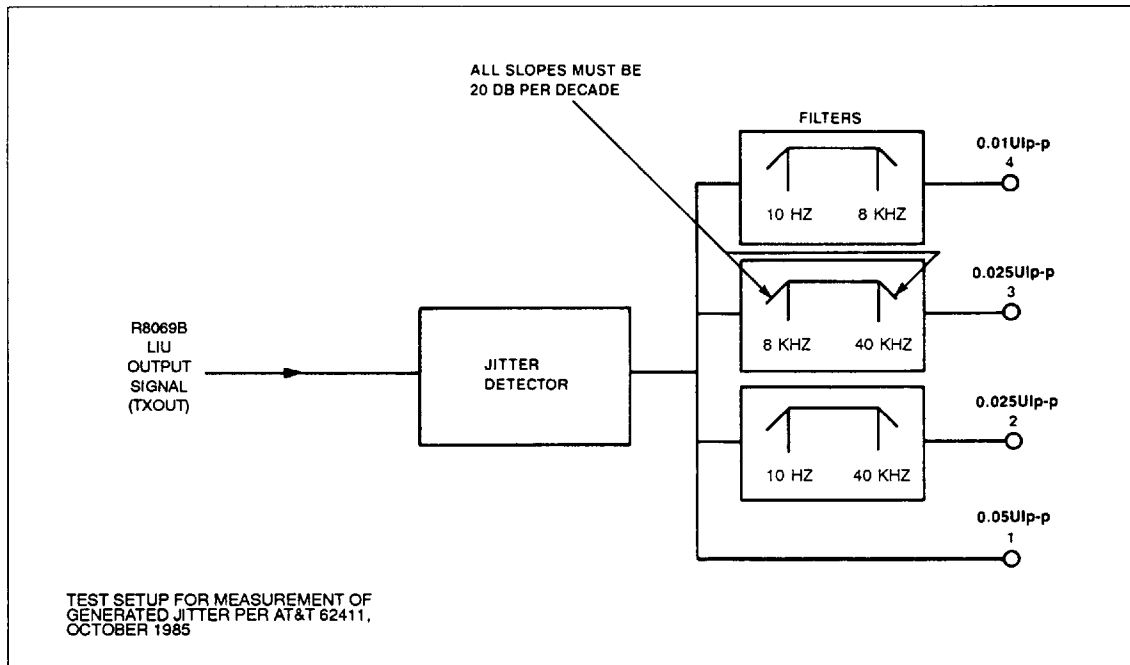 ALL SLOPES MUST BE
20 DB PER DECADE
FILTERS
0.01UIp-p
4
10 HZ 8 KHZ
0.025UIp-p
3
8 KHZ 40 KHZ
R8069B
LIU
OUTPUT
SIGNAL
(TXOUT)
JITTER
DETECTOR
0.025UIp-p
2
10 HZ 40 KHZ
0.05UIp-p
1
TEST SETUP FOR MEASUREMENT OF
GENERATED JITTER PER AT&T 62411,
OCTOBER 1985